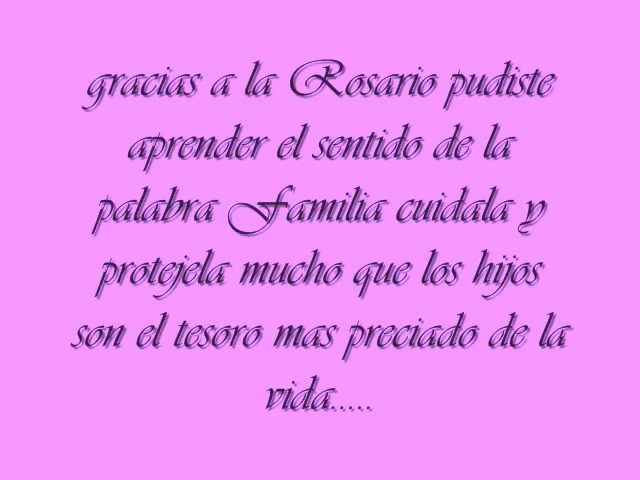 gracias a la Rosario pudiste
aprender el sentido de la
palabra Familia cuidala y
protejela mucho que los hijos
son el tesoro mas preciado de la
vida.....